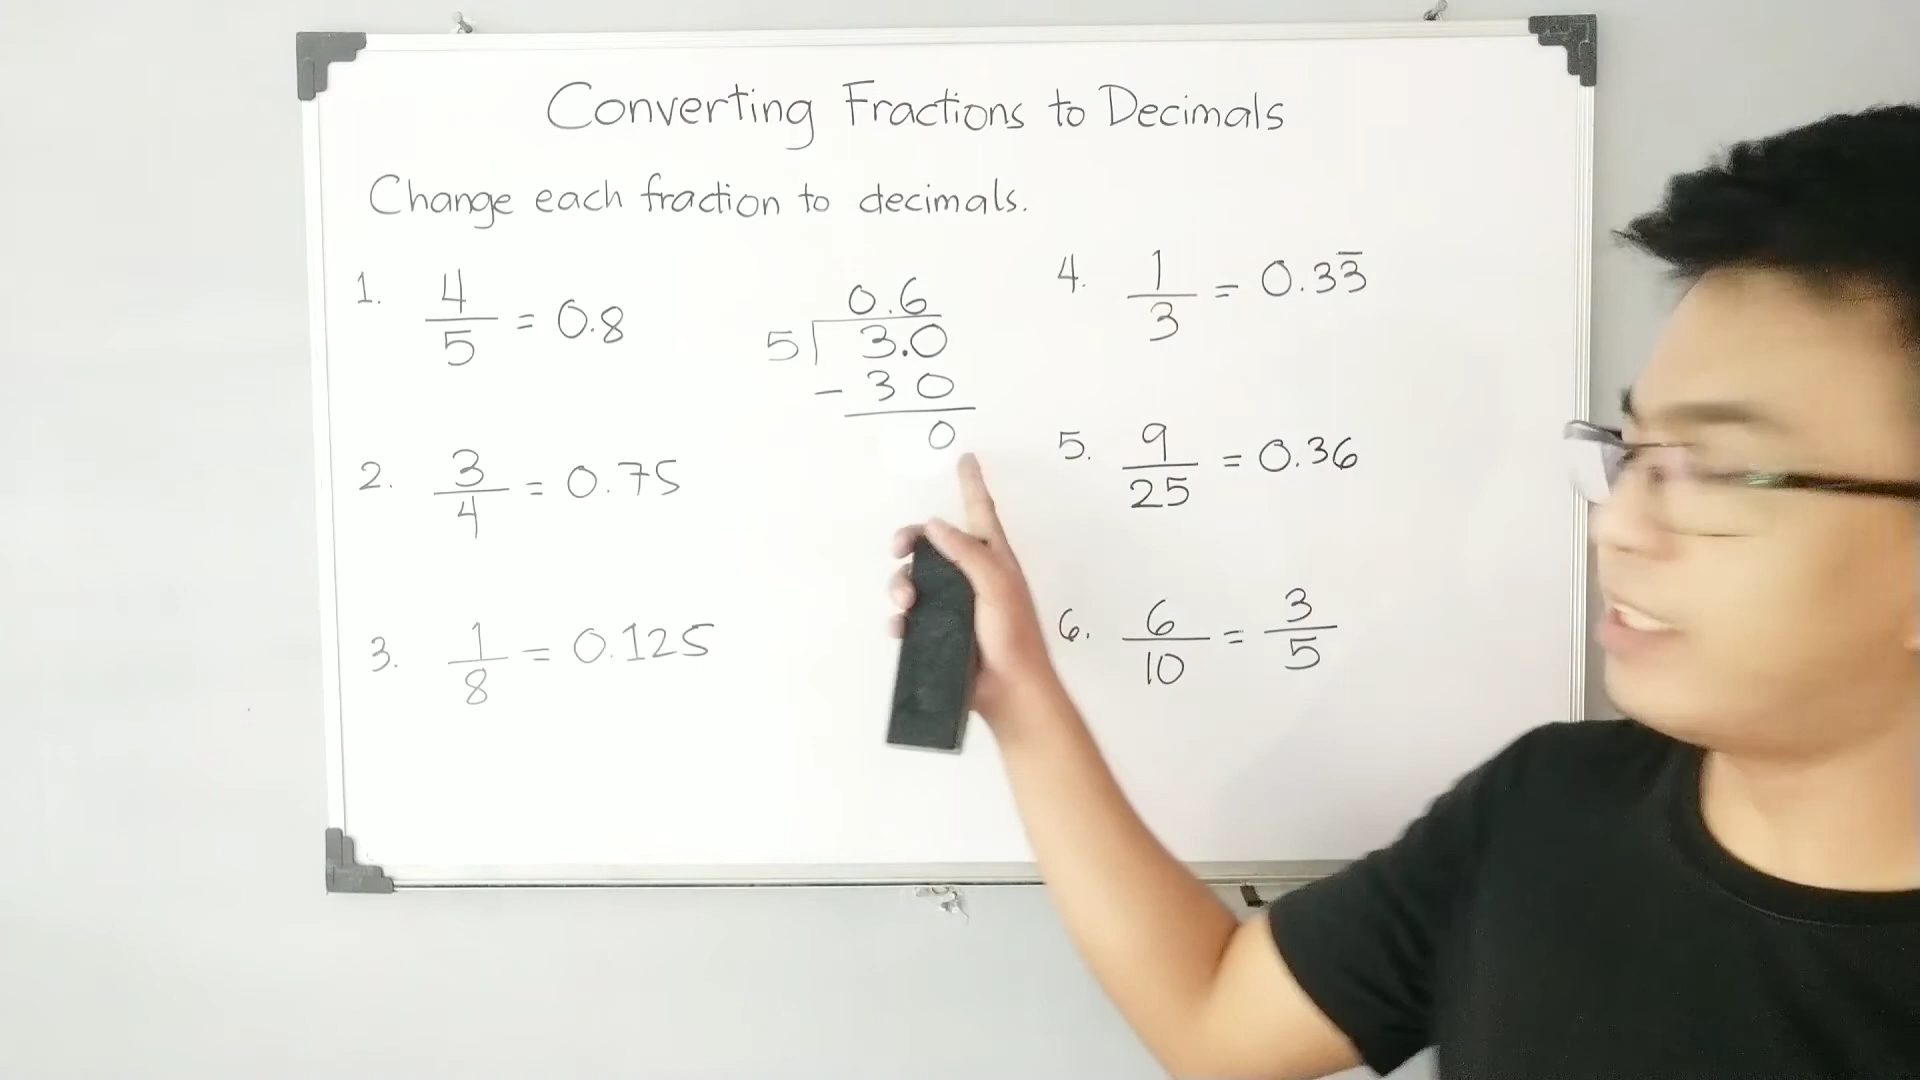 Converting Fractions to Decimals
Change each fraction to decimals.
1. 4/5 = 0.8
2. 3/4 = 0.75
3. 1/8 = 0.125
0.6
5 3.0
- 3 0
0
4. 1/3 = 0.33̅
5. 9/25 = 0.36
6. 6/10 = 3/5